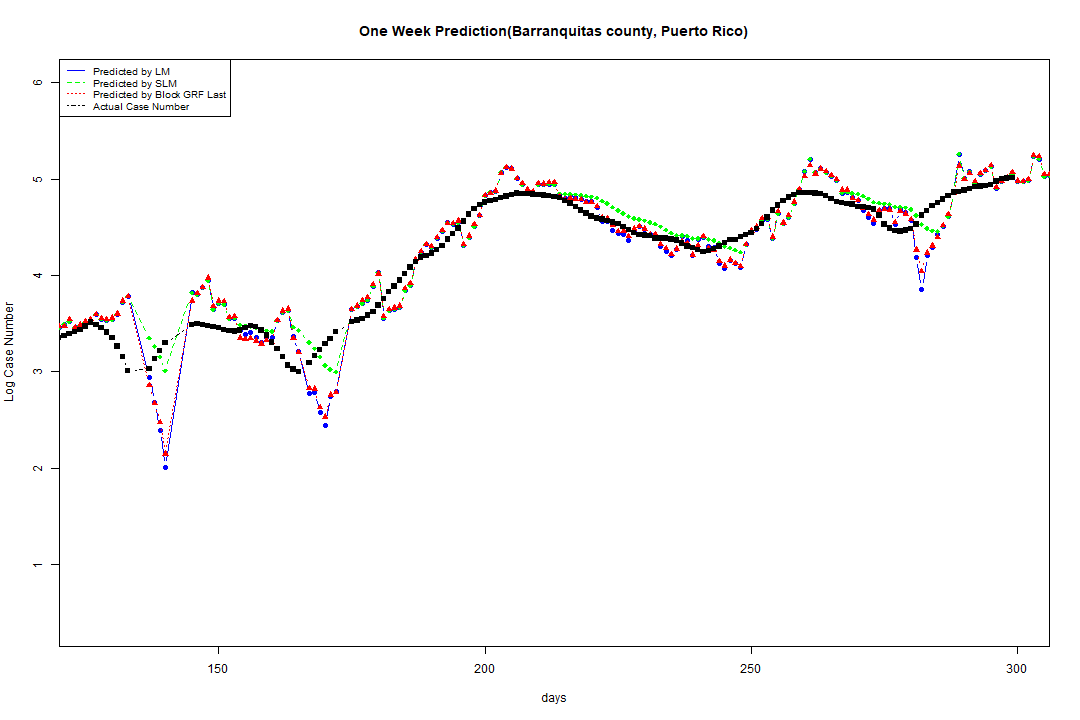 One Week Prediction(Barranquitas county, Puerto Rico)
Predicted by LM
Predicted by SLM
Predicted by Block GRF Last
Actual Case Number
6
5
4
3
2
1
Log Case Number
150
200
250
300
days